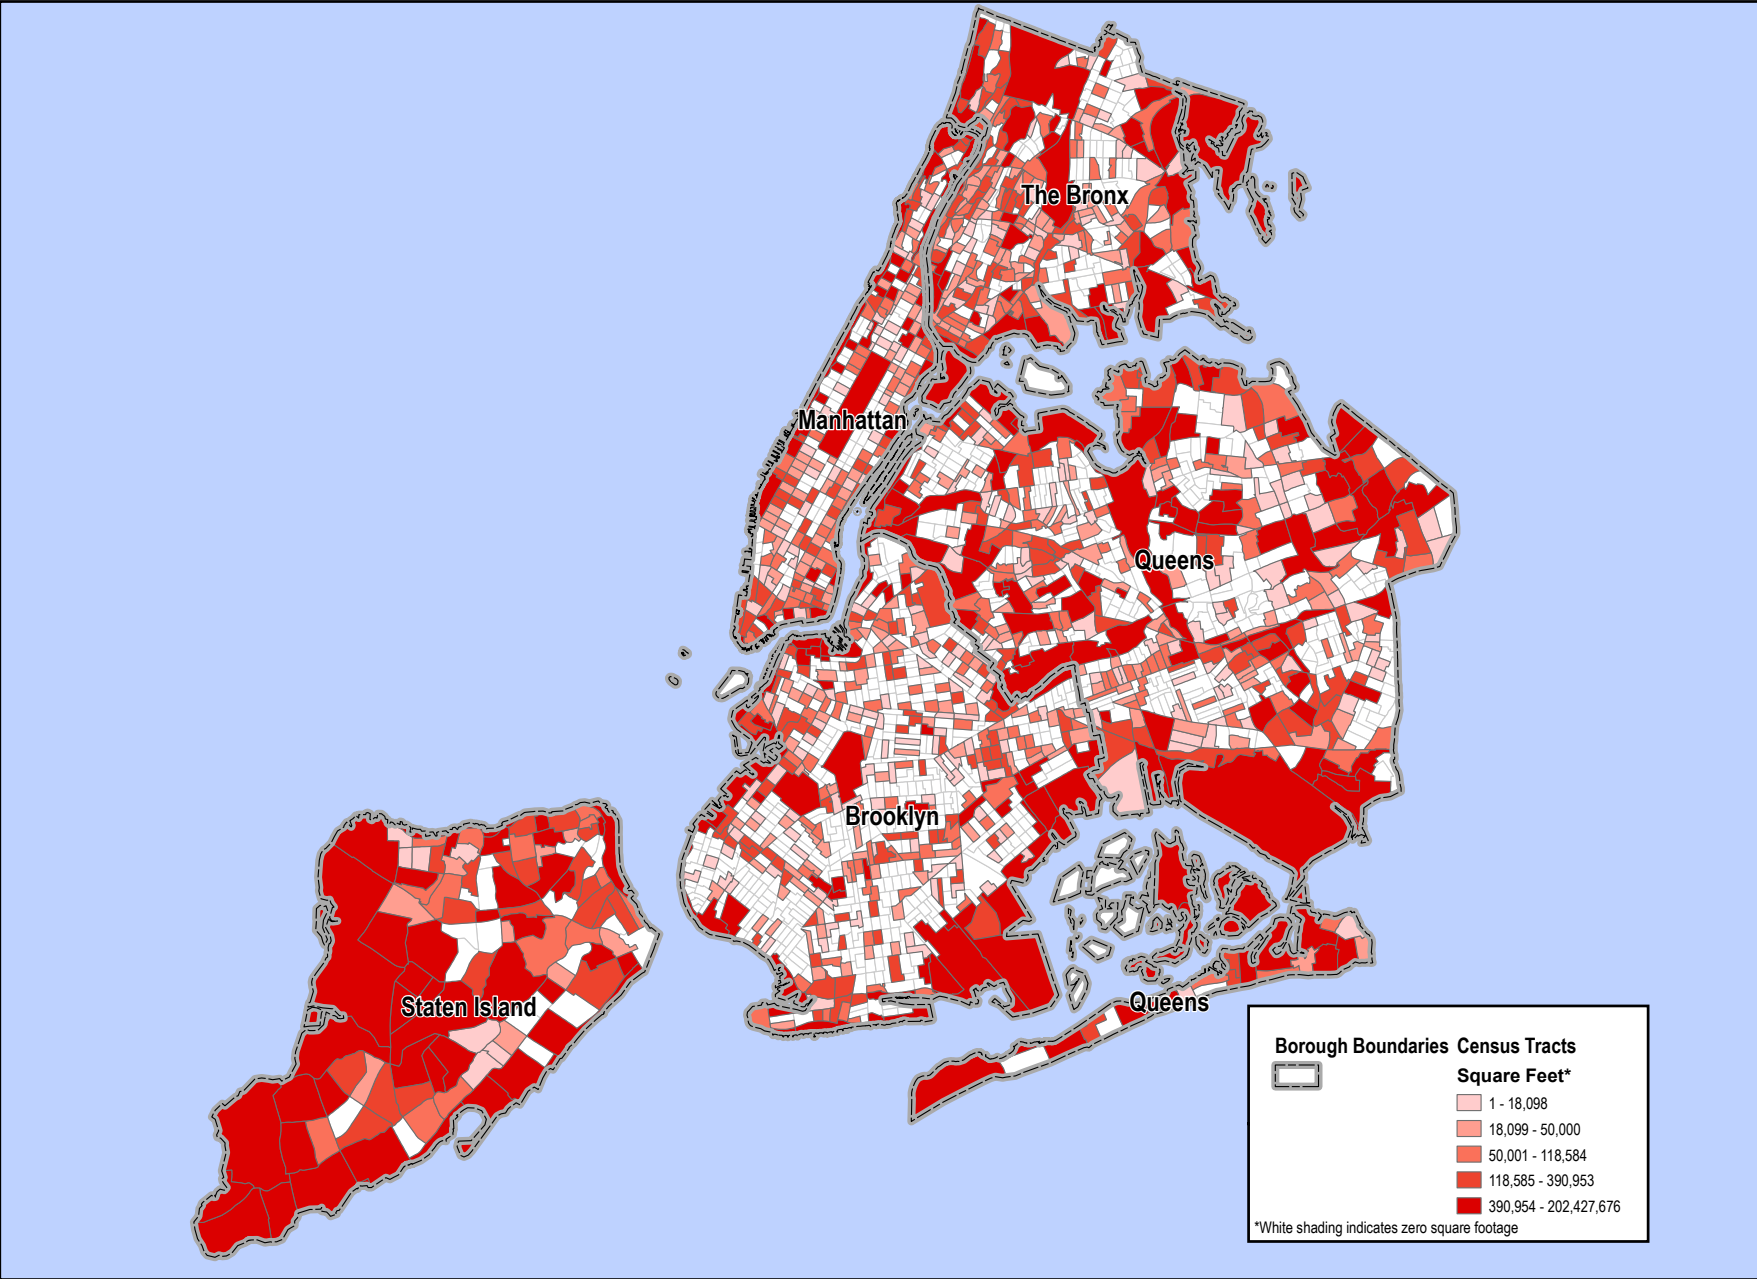 The Bronx
Manhattan
Queens
Brooklyn
Staten Island
Queens
Borough Boundaries
Census Tracts
Square Feet*
1 - 18,098
18,099 - 50,000
50,001 - 118,584
118,585 - 390,953
390,954 - 202,427,676
*White shading indicates zero square footage